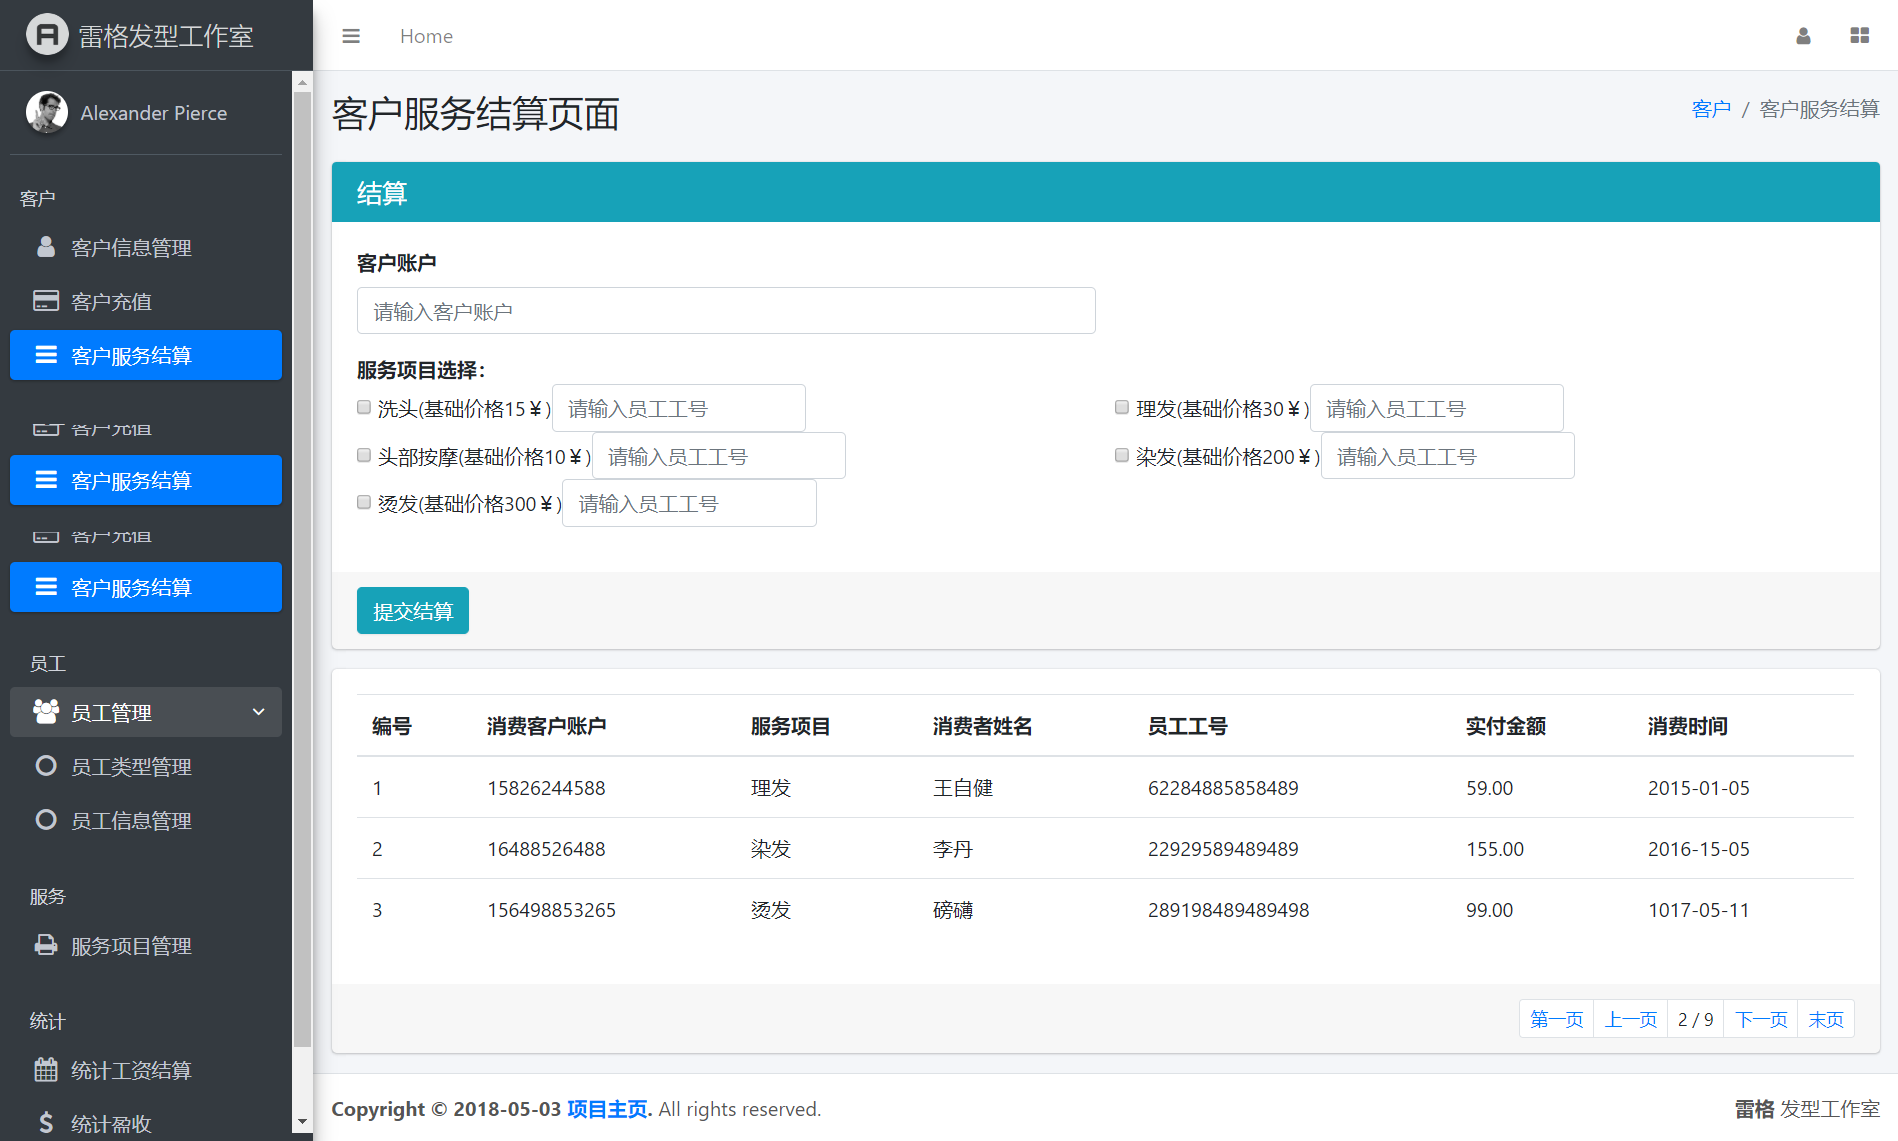 雷格发型工作室
Alexander Pierce
客户
客户信息管理
客户充值
客户服务结算
客户充值
客户服务结算
客户充值
客户服务结算
员工
员工管理
员工类型管理
员工信息管理
服务
服务项目管理
统计
统计工资结算
统计盈收
Home
客户服务结算页面
客户 / 客户服务结算
结算
客户账户
请输入客户账户
服务项目选择：
洗头(基础价格15￥) 请输入员工工号 理发(基础价格30￥) 请输入员工工号
头部按摩(基础价格10￥) 请输入员工工号 染发(基础价格200￥) 请输入员工工号
烫发(基础价格300￥) 请输入员工工号
提交结算
编号 消费客户账户 服务项目 消费者姓名 员工工号 实付金额 消费时间
1 15826244588 理发 王自健 62284885858489 59.00 2015-01-05
2 16488526488 染发 李丹 22929589489489 155.00 2016-15-05
3 156498853265 烫发 磅礴 289198489489498 99.00 1017-05-11
第一页 上一页 2 / 9 下一页 末页
Copyright © 2018-05-03 项目主页. All rights reserved.
雷格 发型工作室